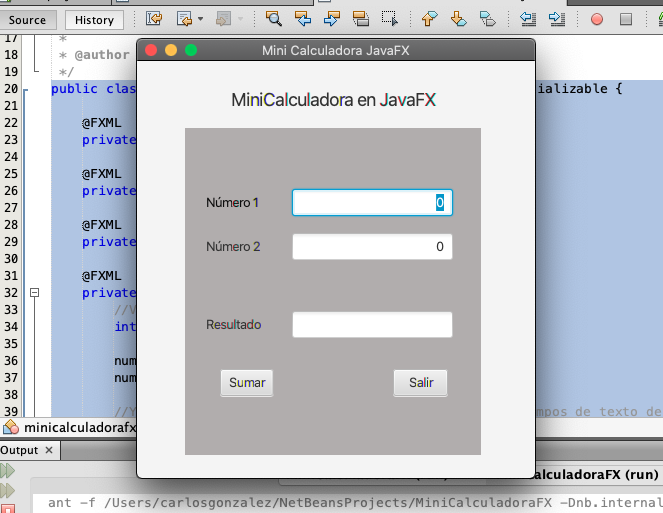 Source History
Mini Calculadora JavaFX
MiniCalculadora en JavaFX
Número 1 0
Número 2 0
Resultado
Sumar Salir
17 *
18 * @author
19 */
20 public clas ializable {
21
22 @FXML
23 private
24
25 @FXML
26 private
27
28 @FXML
29 private
30
31 @FXML
32 private
33 //V
34 int
35
36 num
37 num
38
39 //Y mpos de texto de
minicalculadorafx
Output × alculadoraFX (run)
ant -f /Users/carlosgonzalez/NetBeansProjects/MiniCalculadoraFX -Dnb.internal